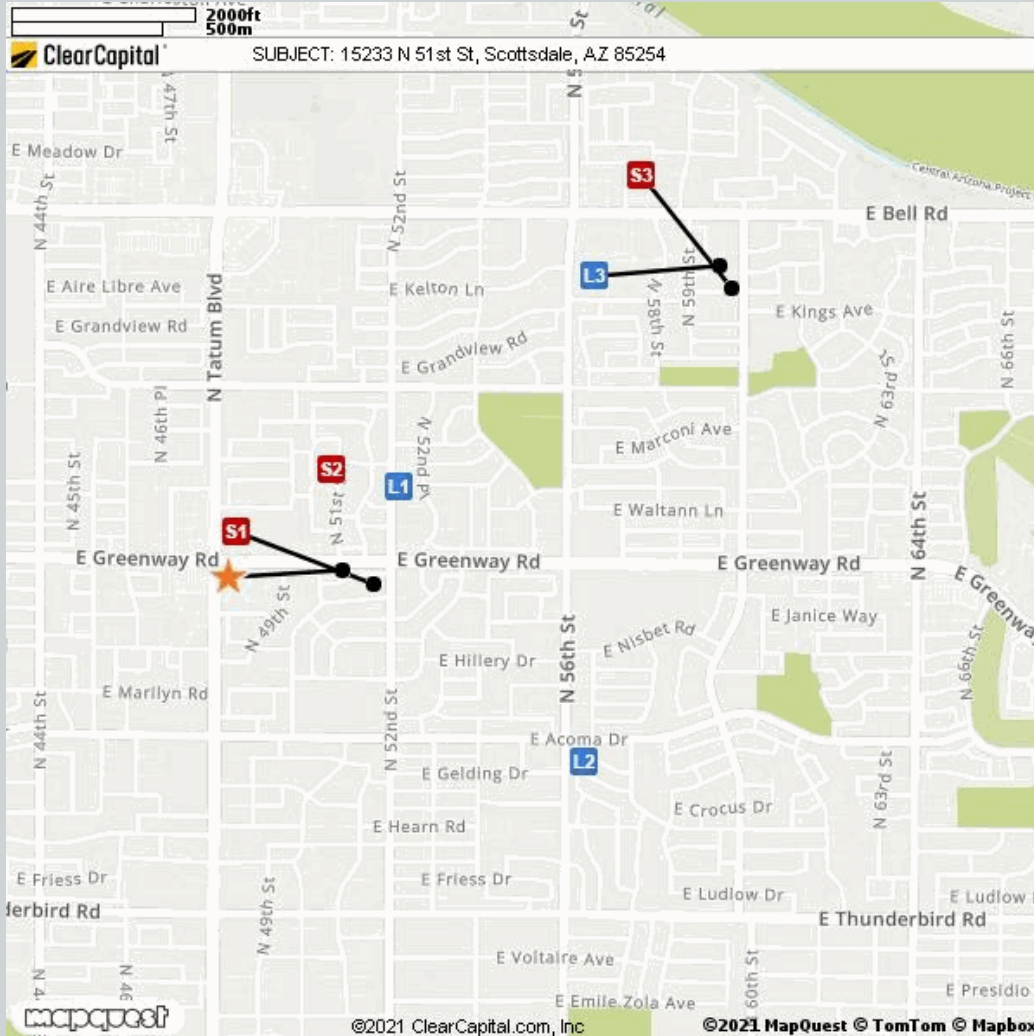 2000ft
500m
ClearCapital
SUBJECT: 15233 N 51st St, Scottsdale, AZ 85254
N 47th St
E Meadow Dr
N 44th St
N 52nd St
S3
Central Arizona Project
E Bell Rd
L3
N 59th St
N 58th St
E Aire Libre Ave
E Kelton Ln
E Kings Ave
E Grandview Rd
N Tatum Blvd
E Grandview Rd
N 66th St
N 63rd St
N 46th Pl
N 52nd Pl
E Marconi Ave
S2
L1
N 45th St
N 51st
E Waltann Ln
S1
N 64th St
E Greenway Rd
E Greenway Rd
E Greenway Rd
E Greenway
N 49th St
E Janice Way
E Nisbet Rd
N 56th St
E Hillery Dr
N 66th St
E Marilyn Rd
N 44th St
N 52nd St
E Acoma Dr
L2
E Gelding Dr
N 63rd St
E Crocus Dr
E Hearn Rd
E Friess Dr
E Friess Dr
E Ludlow Dr
E Ludlow
derbird Rd
E Thunderbird Rd
N 49th St
E Voltaire Ave
N 60th St
N 4
N 46
E Presidio
E Emile Zola Ave
mapquest
©2021 ClearCapital.com, Inc
©2021 MapQuest © TomTom © Mapbo